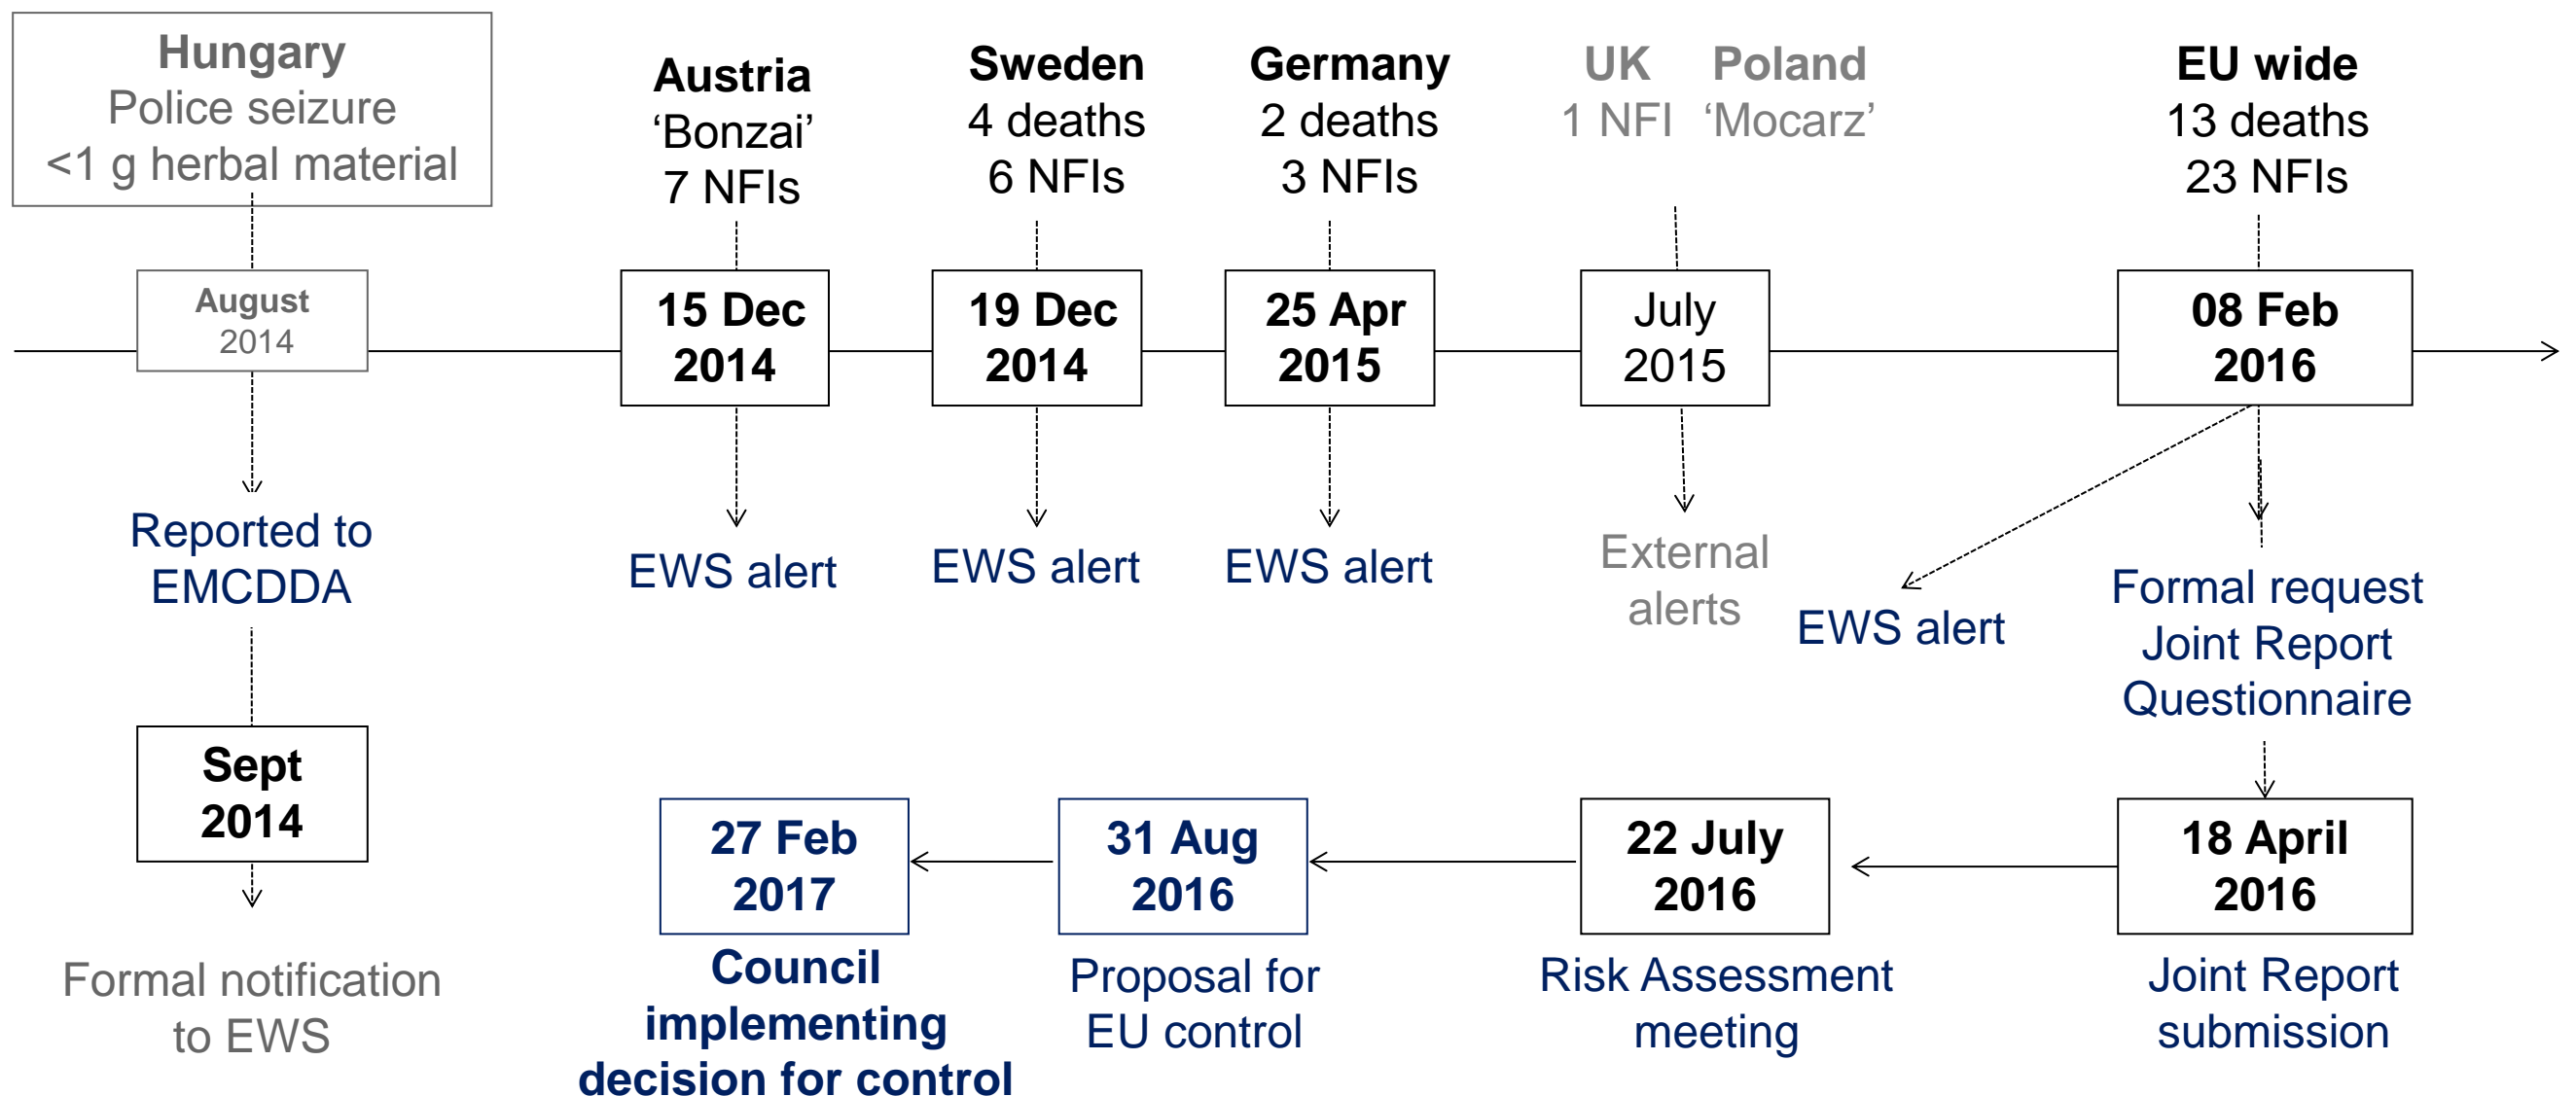 Hungary
Police seizure
<1 g herbal material
Austria
‘Bonzai’
7 NFIs
Sweden
4 deaths
6 NFIs
Germany
2 deaths
3 NFIs
UK
1 NFI
Poland
‘Mocarz’
EU wide
13 deaths
23 NFIs
August
2014
15 Dec
2014
19 Dec
2014
25 Apr
2015
July
2015
08 Feb
2016
Reported to
EMCDDA
EWS alert
EWS alert
EWS alert
External
alerts
EWS alert
Formal request
Joint Report
Questionnaire
Sept
2014
Formal notification
to EWS
27 Feb
2017
Council
implementing
decision for control
31 Aug
2016
Proposal for
EU control
22 July
2016
Risk Assessment
meeting
18 April
2016
Joint Report
submission